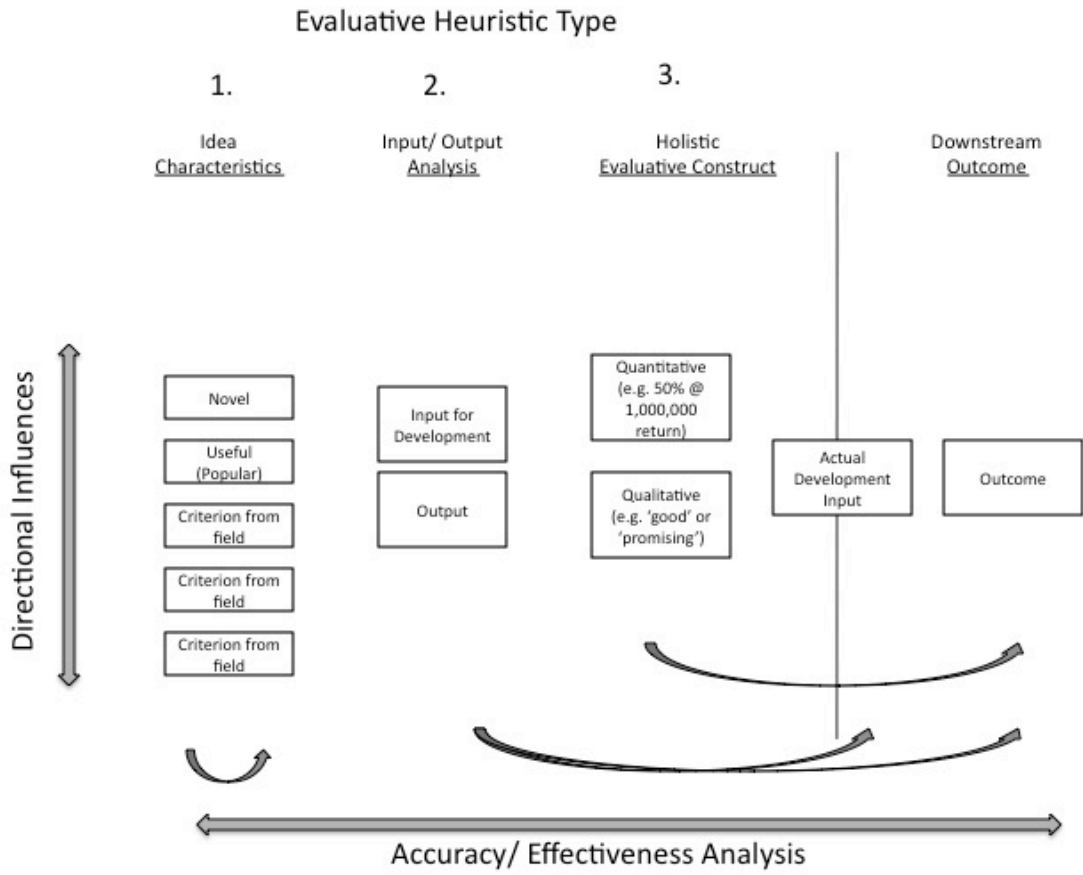 Evaluative Heuristic Type
1.
2.
3.
Idea
Characteristics
Input/ Output
Analysis
Holistic
Evaluative Construct
Downstream
Outcome
Directional Influences
Novel
Useful
(Popular)
Criterion from
field
Criterion from
field
Criterion from
field
Input for
Development
Output
Quantitative
(e.g. 50% @
1,000,000
return)
Qualitative
(e.g. ‘good’ or
‘promising’)
Actual
Development
Input
Outcome
Accuracy/ Effectiveness Analysis